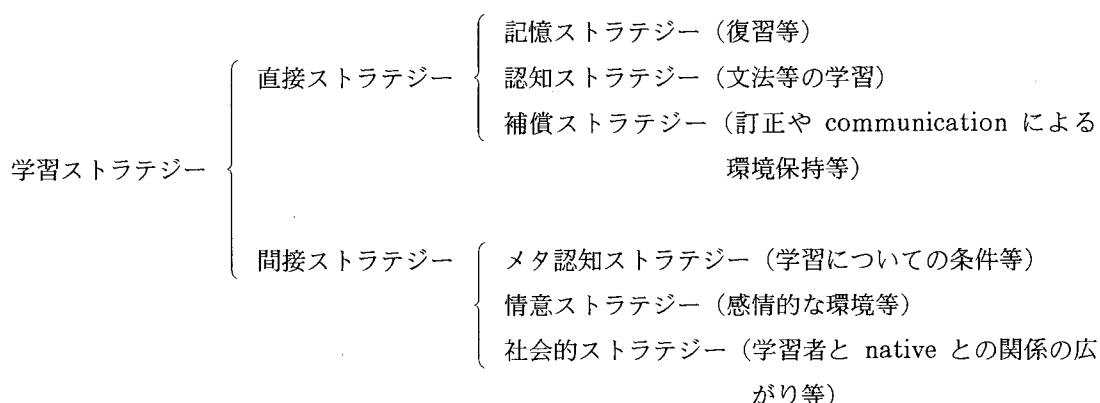 学習ストラテジー
直接ストラテジー
記憶ストラテジー（復習等）
認知ストラテジー（文法等の学習）
補償ストラテジー（訂正や communication による
環境保持等）
間接ストラテジー
メタ認知ストラテジー（学習についての条件等）
情意ストラテジー（感情的な環境等）
社会的ストラテジー（学習者と native との関係の広
がり等）